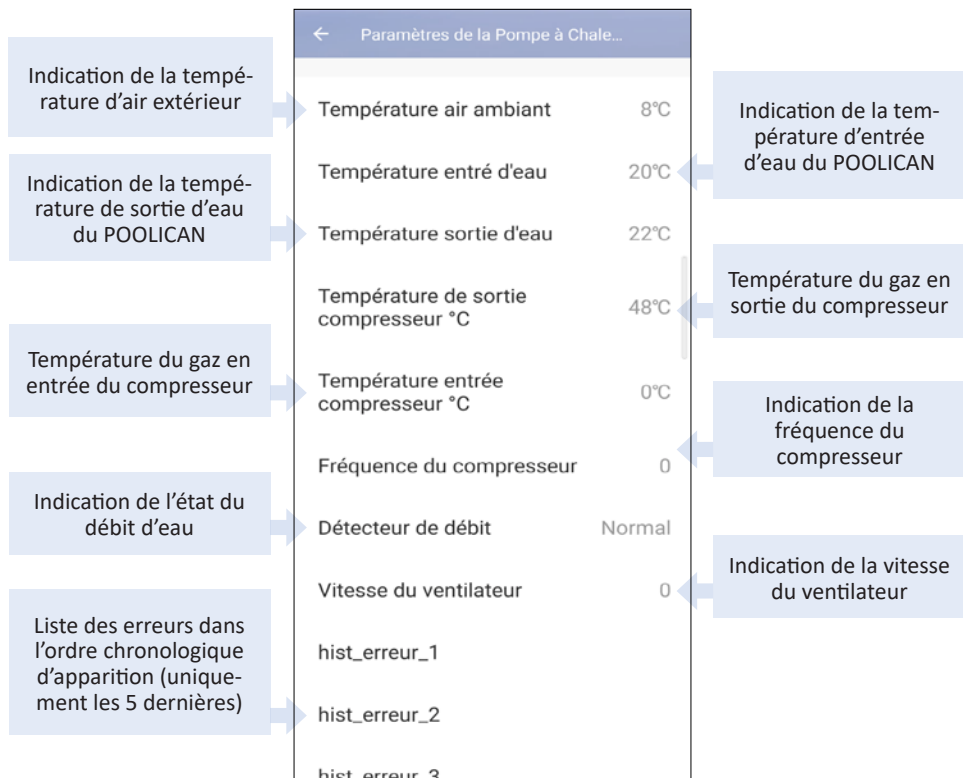 Paramètres de la Pompe à Chale...
Indication de la tempé-
rature d'air extérieur
Température air ambiant 8°C
Indication de la tem-
pérature d'entrée
d'eau du POOLICAN
Température entré d'eau 20°C
Indication de la tempé-
rature de sortie d'eau
du POOLICAN
Température sortie d'eau 22°C
Température de sortie
compresseur °C 48°C
Température du gaz en
sortie du compresseur
Température du gaz en
entrée du compresseur
Température entrée
compresseur °C 0°C
Indication de la
fréquence du
compresseur
Fréquence du compresseur 0
Indication de l'état du
débit d'eau
Détecteur de débit Normal
Indication de la vitesse
du ventilateur
Vitesse du ventilateur 0
Liste des erreurs dans
l'ordre chronologique
d'apparition (unique-
ment les 5 dernières)
hist_erreur_1
hist_erreur_2
hist_erreur_3